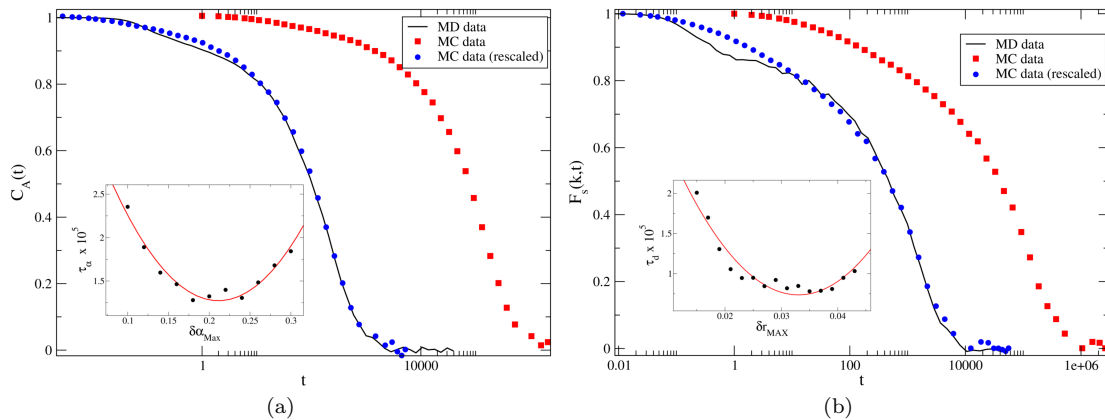 1
0.8
0.6
0.4
0.2
0
C_A(t)
MD data
MC data
MC data (rescaled)
2.5
2
1.5
1
τ_α x 10^5
0.1 0.15 0.2 0.25 0.3
δα_Max
1 10000
t
(a)
1
0.8
0.6
0.4
0.2
0
F_s(k,t)
MD data
MC data
MC data (rescaled)
2.5
2
1.5
1
τ_d x 10^5
0.02 0.03 0.04
δr_MAX
0.01 1 100 10000 1e+06
t
(b)